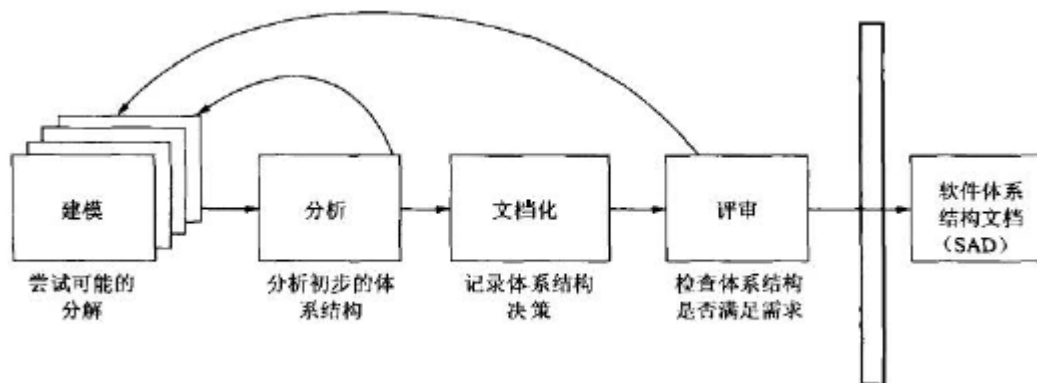 建模
尝试可能的
分解
分析
分析初步的体
系结构
文档化
记录体系结构
决策
评审
检查体系结构
是否满足需求
软件体系
结构文档
（SAD）